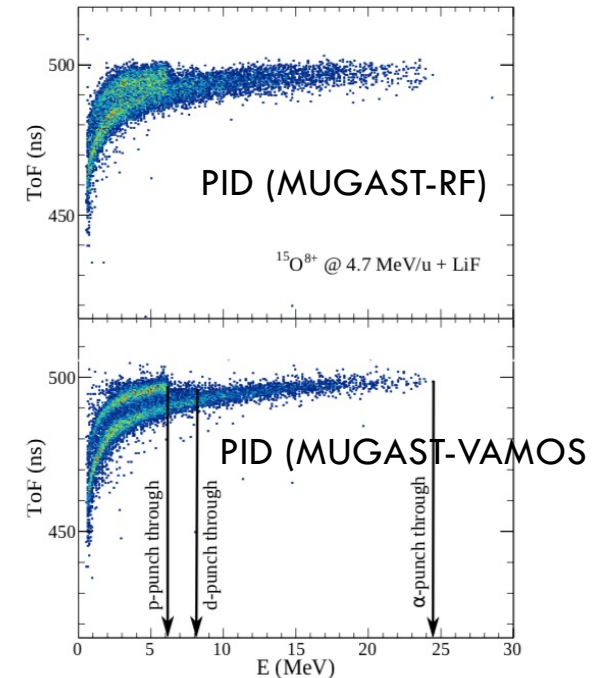 500
450
ToF (ns)
PID (MUGAST-RF)
¹⁵O⁸⁺ @ 4.7 MeV/u + LiF
500
450
ToF (ns)
PID (MUGAST-VAMOS
p-punch through
d-punch through
α-punch through
0 5 10 15 20 25 30
E (MeV)